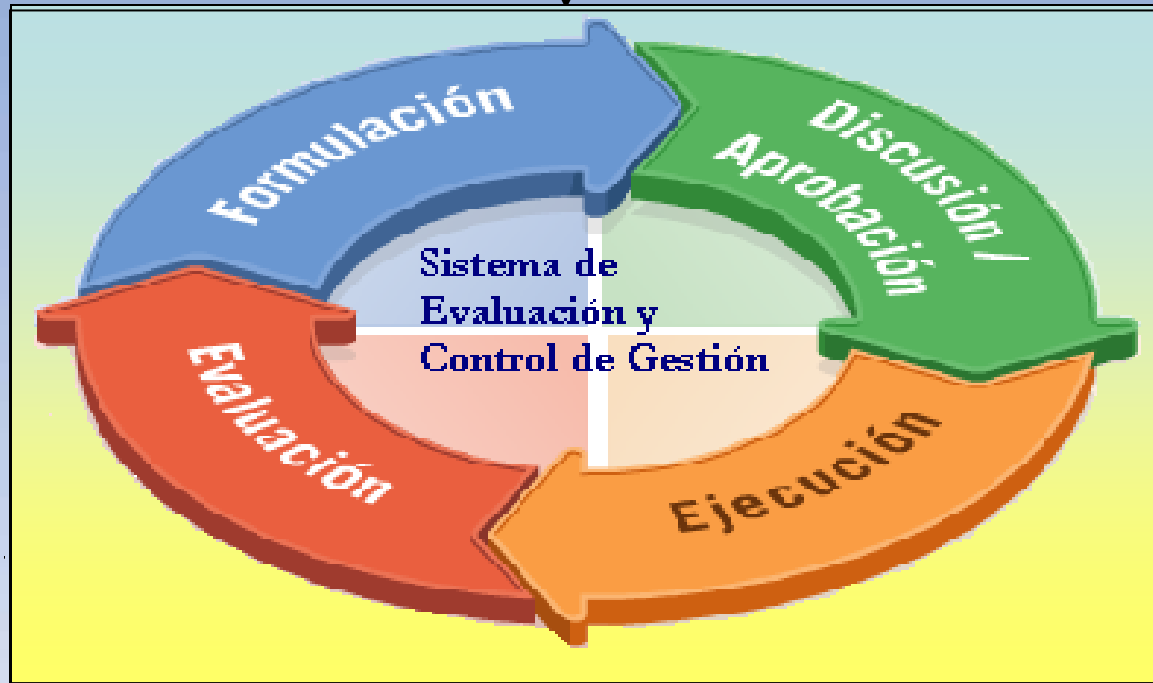 Formulación
Discusión /
Aprobación
Sistema de
Evaluación y
Control de Gestión
Evaluación
Ejecución